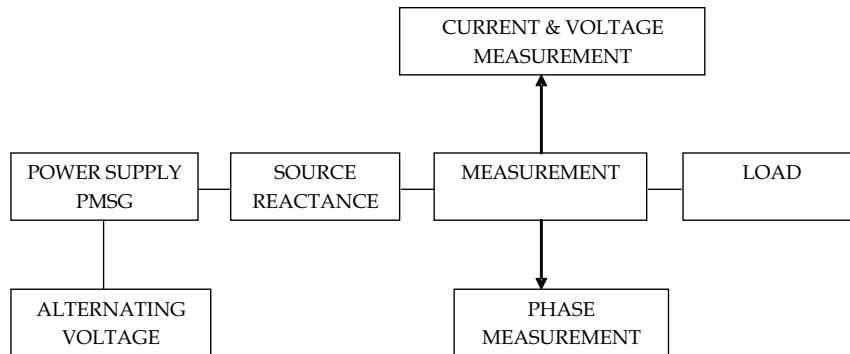 CURRENT & VOLTAGE
MEASUREMENT
POWER SUPPLY
PMSG
SOURCE
REACTANCE
MEASUREMENT
LOAD
ALTERNATING
VOLTAGE
PHASE
MEASUREMENT